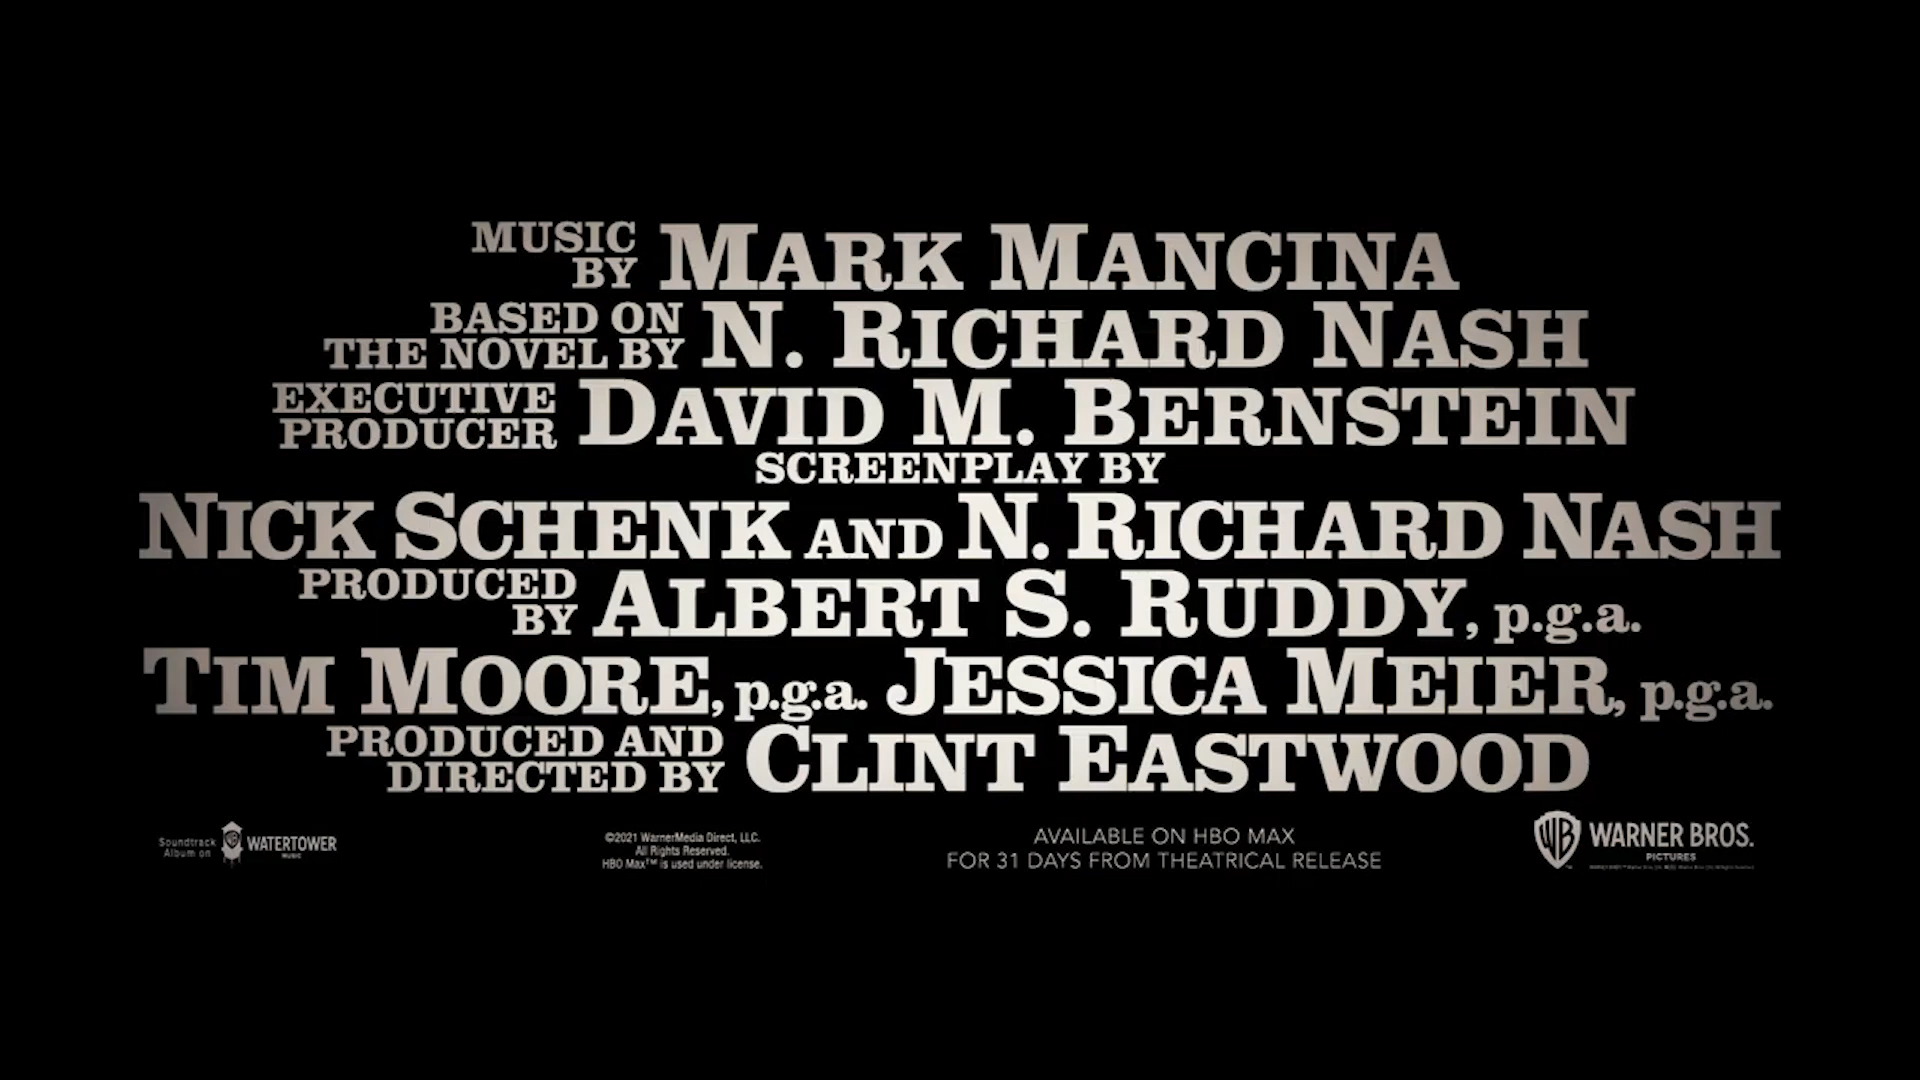 MUSIC BY MARK MANCINA
BASED ON THE NOVEL BY N. RICHARD NASH
EXECUTIVE PRODUCER DAVID M. BERNSTEIN
SCREENPLAY BY
NICK SCHENK AND N. RICHARD NASH
PRODUCED BY ALBERT S. RUDDY, p.g.a.
TIM MOORE, p.g.a. JESSICA MEIER, p.g.a.
PRODUCED AND DIRECTED BY CLINT EASTWOOD
Soundtrack
Album on
WATERTOWER
MUSIC
©2021 WarnerMedia Direct, LLC.
All Rights Reserved.
HBO Max™ is used under license.
AVAILABLE ON HBO MAX
FOR 31 DAYS FROM THEATRICAL RELEASE
WB WARNER BROS.
PICTURES